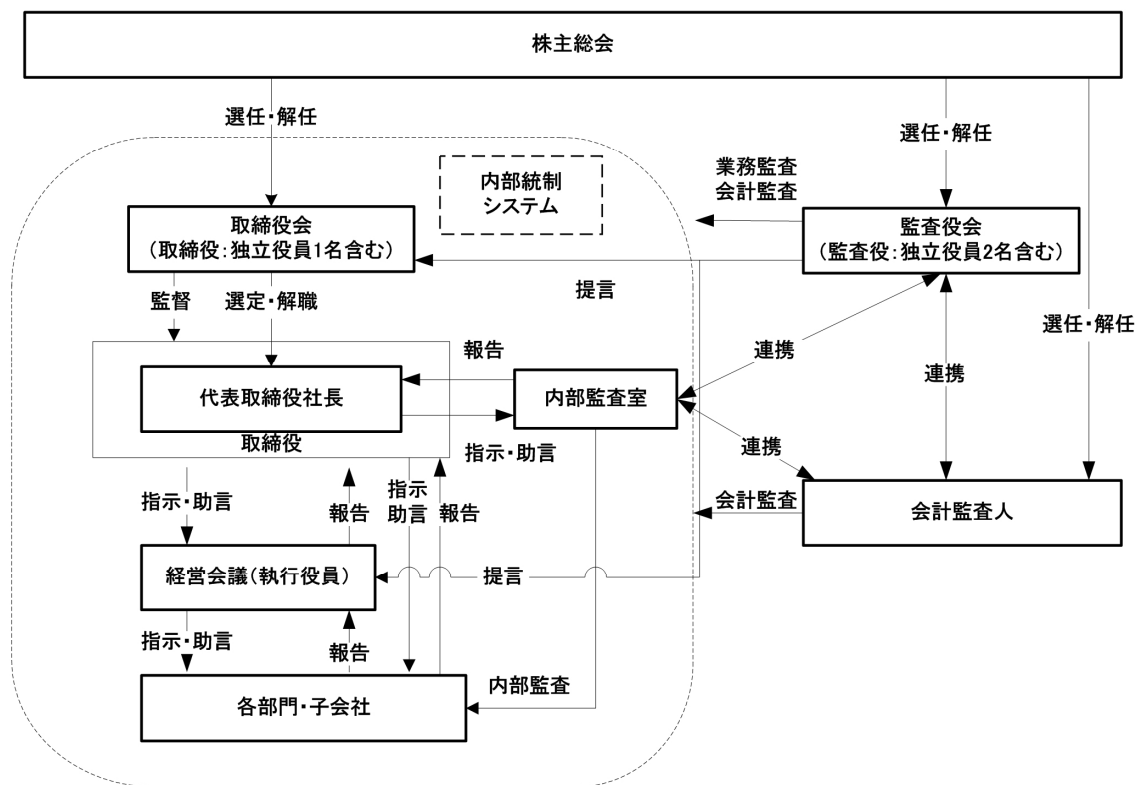 株主総会
選任・解任
選任・解任
業務監査
会計監査
内部統制
システム
取締役会
（取締役：独立役員1名含む）
監査役会
（監査役：独立役員2名含む）
提言
監督
選定・解職
選任・解任
報告
連携
連携
代表取締役社長
内部監査室
取締役
指示・助言
連携
指示・助言
報告
指示
助言
報告
会計監査
会計監査人
経営会議（執行役員）
提言
指示・助言
報告
内部監査
各部門・子会社